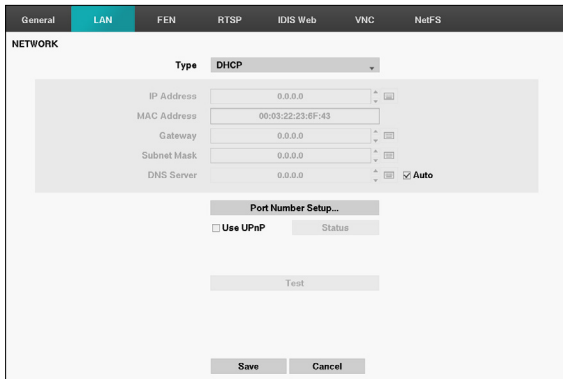 General LAN FEN RTSP IDIS Web VNC NetFS
NETWORK
Type DHCP
IP Address 0.0.0.0
MAC Address 00:03:22:23:6F:43
Gateway 0.0.0.0
Subnet Mask 0.0.0.0
DNS Server 0.0.0.0 Auto
Port Number Setup...
Use UPnP Status
Test
Save Cancel